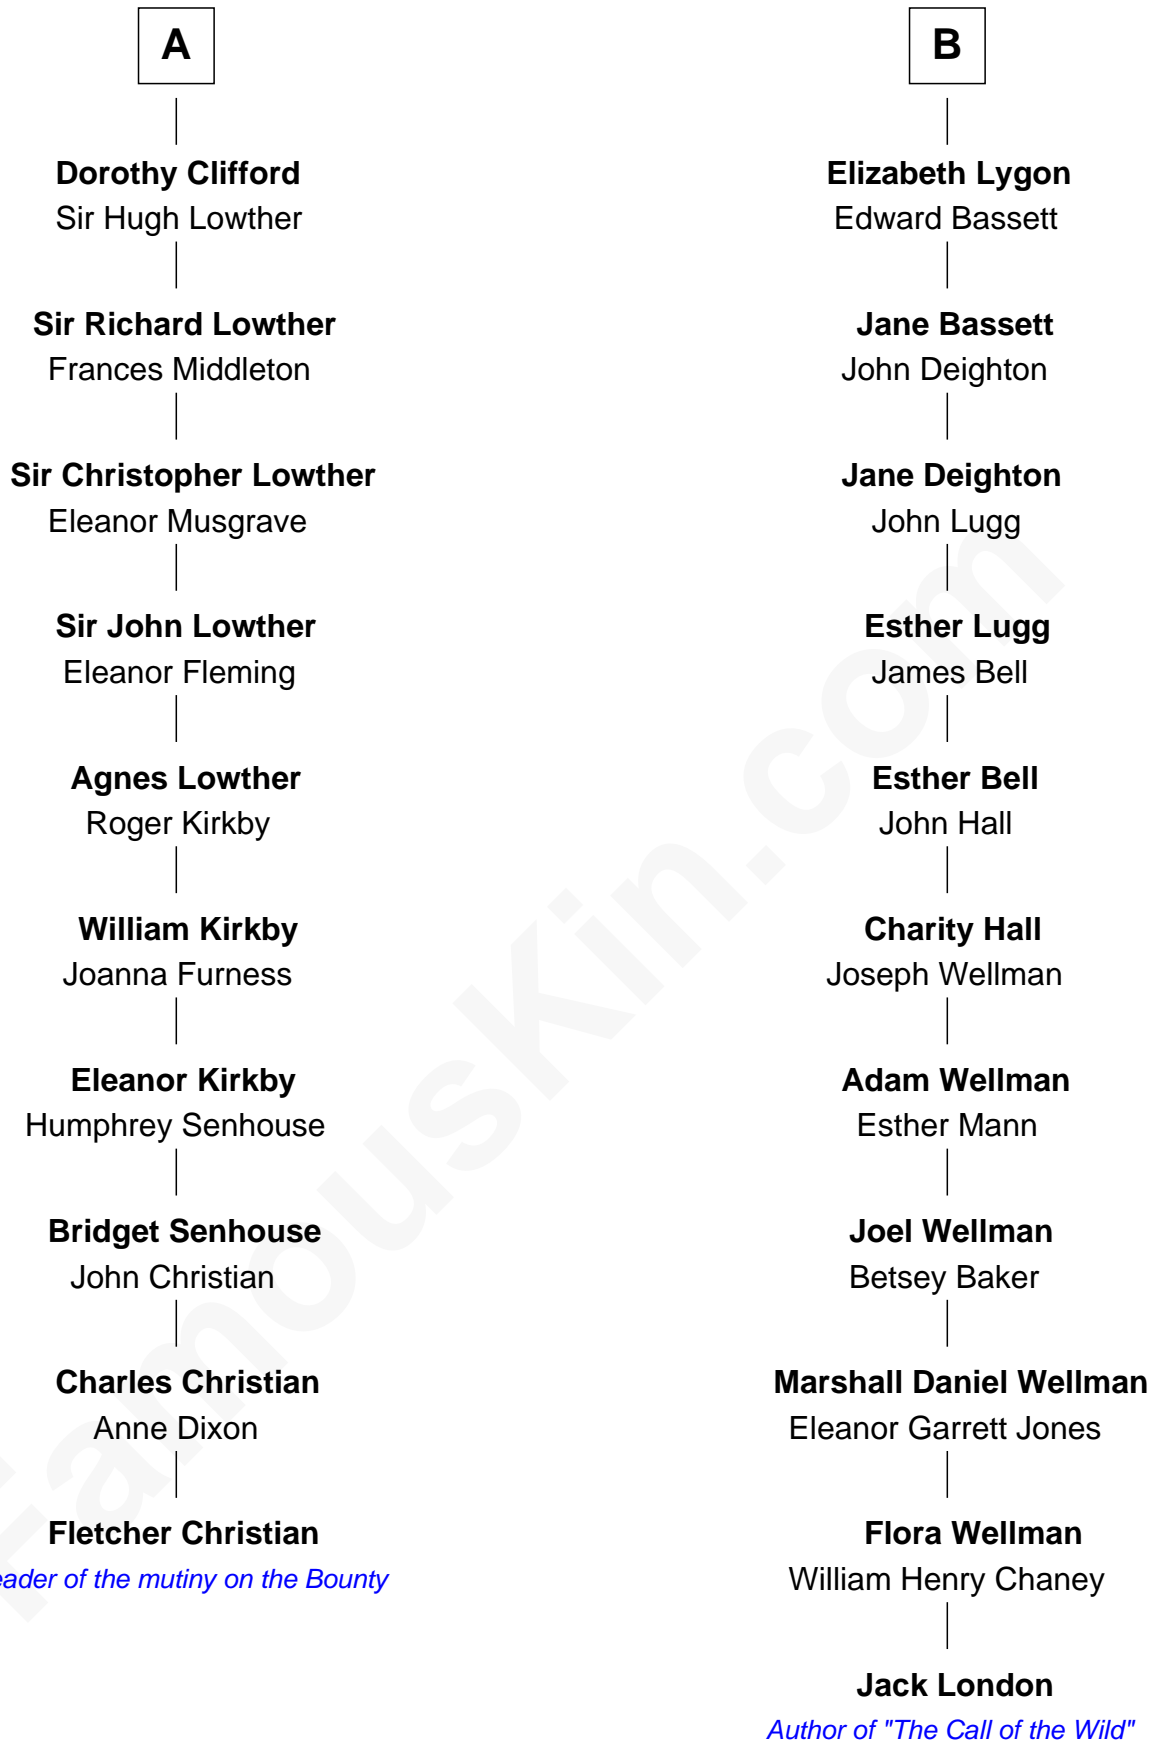 A
Dorothy Clifford
Sir Hugh Lowther
Sir Richard Lowther
Frances Middleton
Sir Christopher Lowther
Eleanor Musgrave
Sir John Lowther
Eleanor Fleming
Agnes Lowther
Roger Kirkby
William Kirkby
Joanna Furness
Eleanor Kirkby
Humphrey Senhouse
Bridget Senhouse
John Christian
Charles Christian
Anne Dixon
Fletcher Christian
eader of the mutiny on the Bounty
B
Elizabeth Lygon
Edward Bassett
Jane Bassett
John Deighton
Jane Deighton
John Lugg
Esther Lugg
James Bell
Esther Bell
John Hall
Charity Hall
Joseph Wellman
Adam Wellman
Esther Mann
Joel Wellman
Betsey Baker
Marshall Daniel Wellman
Eleanor Garrett Jones
Flora Wellman
William Henry Chaney
Jack London
Author of "The Call of the Wild"
FamousKin.com